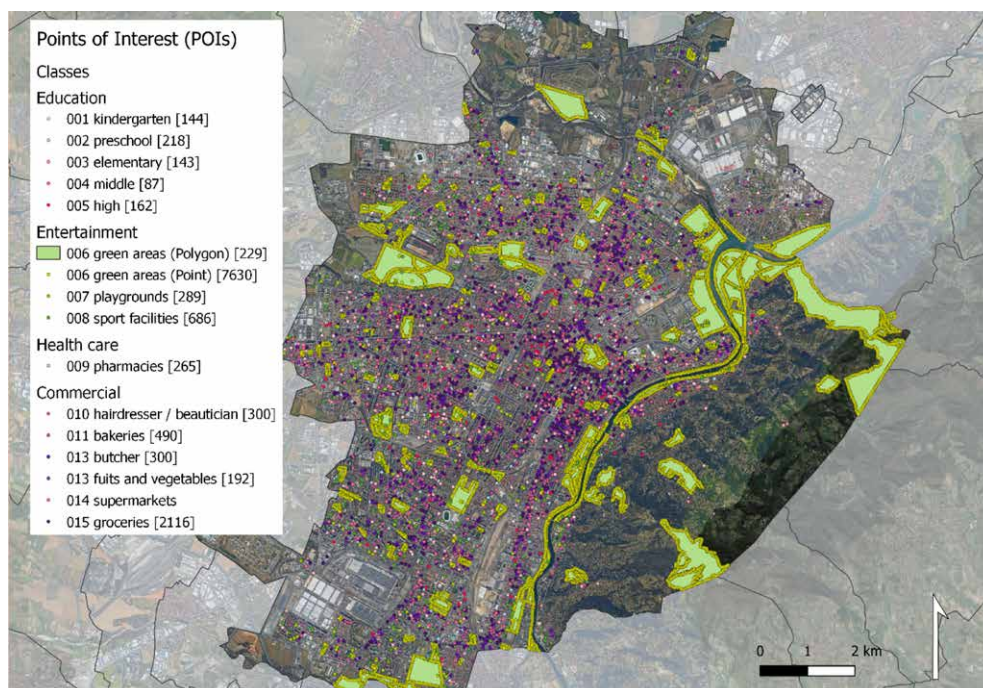 Points of Interest (POIs)
Classes
Education
001 kindergarten [144]
002 preschool [218]
003 elementary [143]
004 middle [87]
005 high [162]
Entertainment
006 green areas (Polygon) [229]
006 green areas (Point) [7630]
007 playgrounds [289]
008 sport facilities [686]
Health care
009 pharmacies [265]
Commercial
010 hairdresser / beautician [300]
011 bakeries [490]
013 butcher [300]
013 fuits and vegetables [192]
014 supermarkets
015 groceries [2116]
0 1 2 km